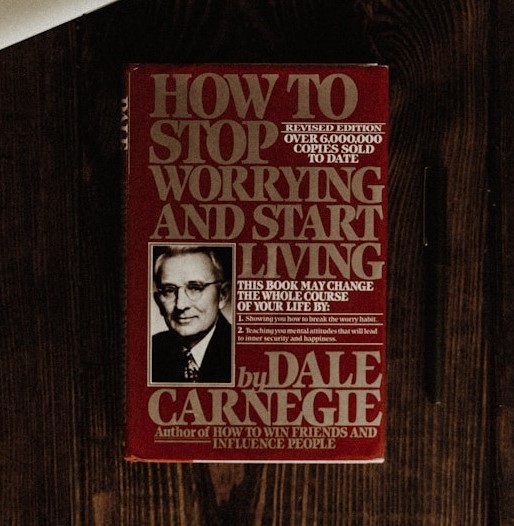 HOW TO
STOP
REVISED EDITION
OVER 6,000,000
COPIES SOLD
TO DATE
WORRYING
AND START
LIVING
THIS BOOK MAY CHANGE
THE WHOLE COURSE
OF YOUR LIFE BY:
1. Showing you how to break the worry habit.
2. Teaching you mental attitudes that will lead
to inner security and happiness.
by DALE
CARNEGIE
Author of HOW TO WIN FRIENDS AND
INFLUENCE PEOPLE
DALE